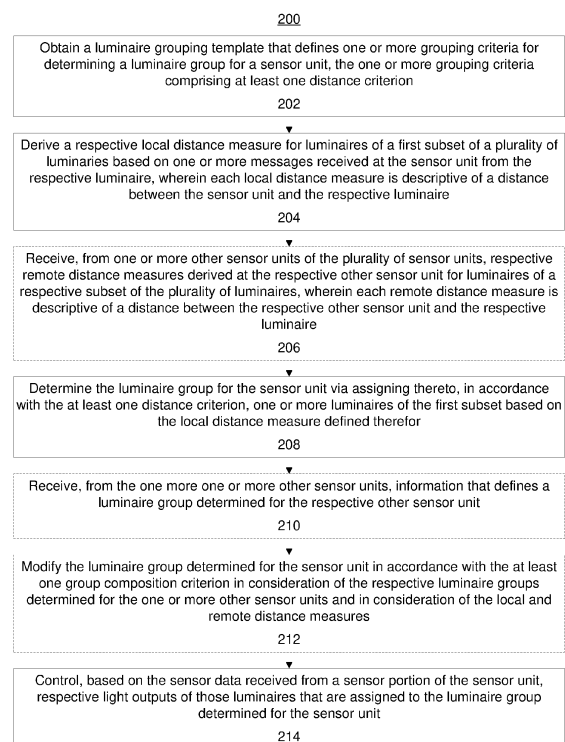 200
Obtain a luminaire grouping template that defines one or more grouping criteria for
determining a luminaire group for a sensor unit, the one or more grouping criteria
comprising at least one distance criterion
202
Derive a respective local distance measure for luminaires of a first subset of a plurality of
luminaries based on one or more messages received at the sensor unit from the
respective luminaire, wherein each local distance measure is descriptive of a distance
between the sensor unit and the respective luminaire
204
Receive, from one or more other sensor units of the plurality of sensor units, respective
remote distance measures derived at the respective other sensor unit for luminaires of a
respective subset of the plurality of luminaires, wherein each remote distance measure is
descriptive of a distance between the respective other sensor unit and the respective
luminaire
206
Determine the luminaire group for the sensor unit via assigning thereto, in accordance
with the at least one distance criterion, one or more luminaires of the first subset based on
the local distance measure defined therefor
208
Receive, from the one more one or more other sensor units, information that defines a
luminaire group determined for the respective other sensor unit
210
Modify the luminaire group determined for the sensor unit in accordance with the at least
one group composition criterion in consideration of the respective luminaire groups
determined for the one or more other sensor units and in consideration of the local and
remote distance measures
212
Control, based on the sensor data received from a sensor portion of the sensor unit,
respective light outputs of those luminaires that are assigned to the luminaire group
determined for the sensor unit
214